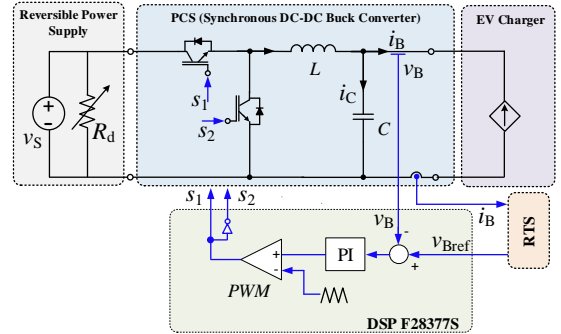 Reversible Power
Supply
PCS (Synchronous DC-DC Buck Converter)
EV Charger
+
-
vS
Rd
s1
s2
L
iB
vB
iC
C
s1
s2
vB
-
iB
vBref
+
RTS
+
-
PI
PWM
DSP F28377S